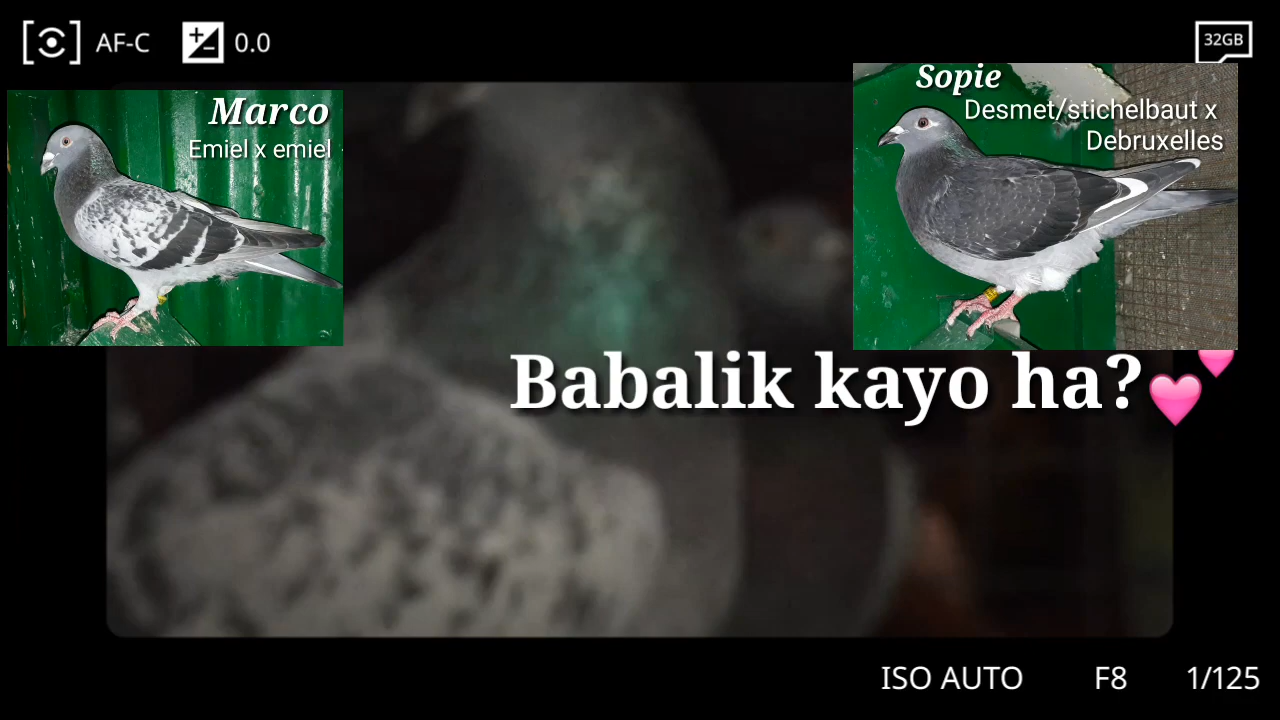 AF-C 0.0
32GB
Marco
Emiel x emiel
Sopie
Desmet/stichelbaut x
Debruxelles
Babalik kayo ha?
ISO AUTO F8 1/125